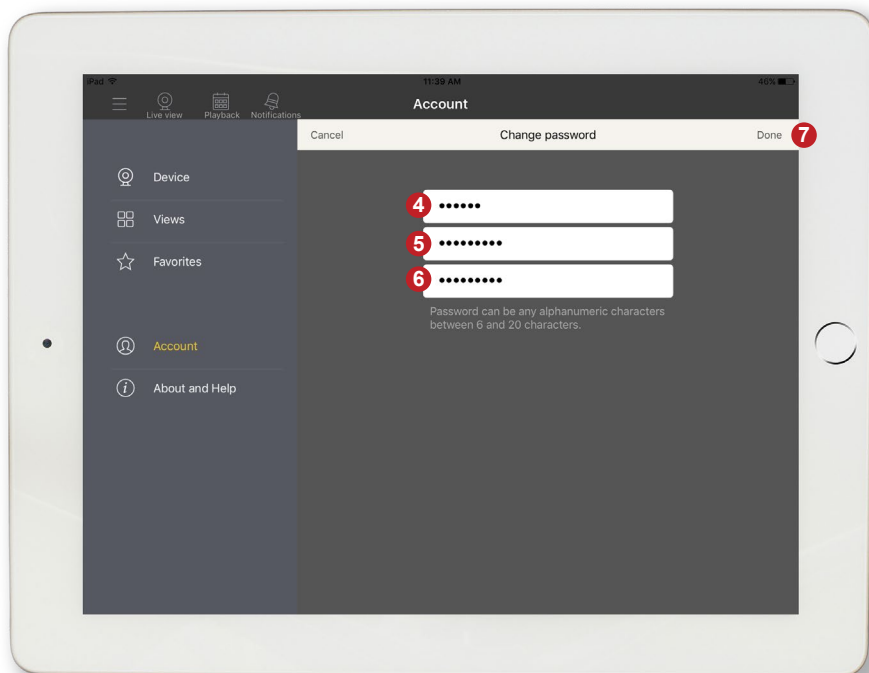 iPad
11:39 AM
46%
Live view
Playback
Notifications
Account
Cancel
Change password
Done
7
Device
Views
Favorites
Account
About and Help
4
••••••
5
•••••••••
6
•••••••••
Password can be any alphanumeric characters
between 6 and 20 characters.